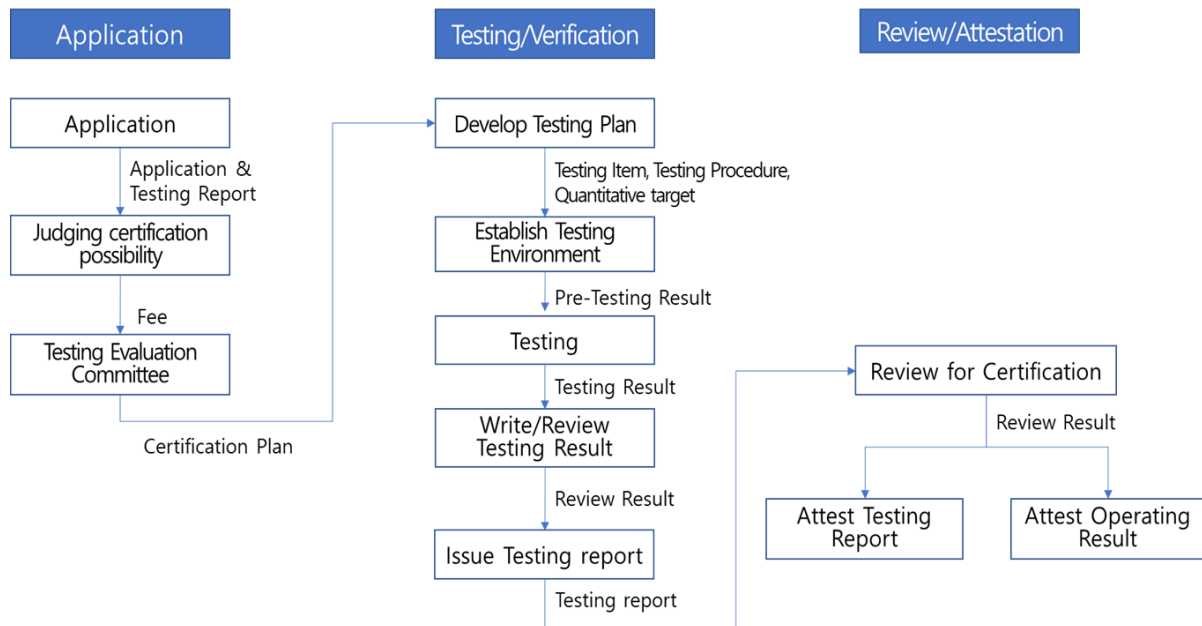 Application
Testing/Verification
Review/Attestation
Application
Application &
Testing Report
Judging certification
possibility
Fee
Testing Evaluation
Committee
Certification Plan
Develop Testing Plan
Testing Item, Testing Procedure,
Quantitative target
Establish Testing
Environment
Pre-Testing Result
Testing
Testing Result
Write/Review
Testing Result
Review Result
Issue Testing report
Testing report
Review for Certification
Review Result
Attest Testing
Report
Attest Operating
Result